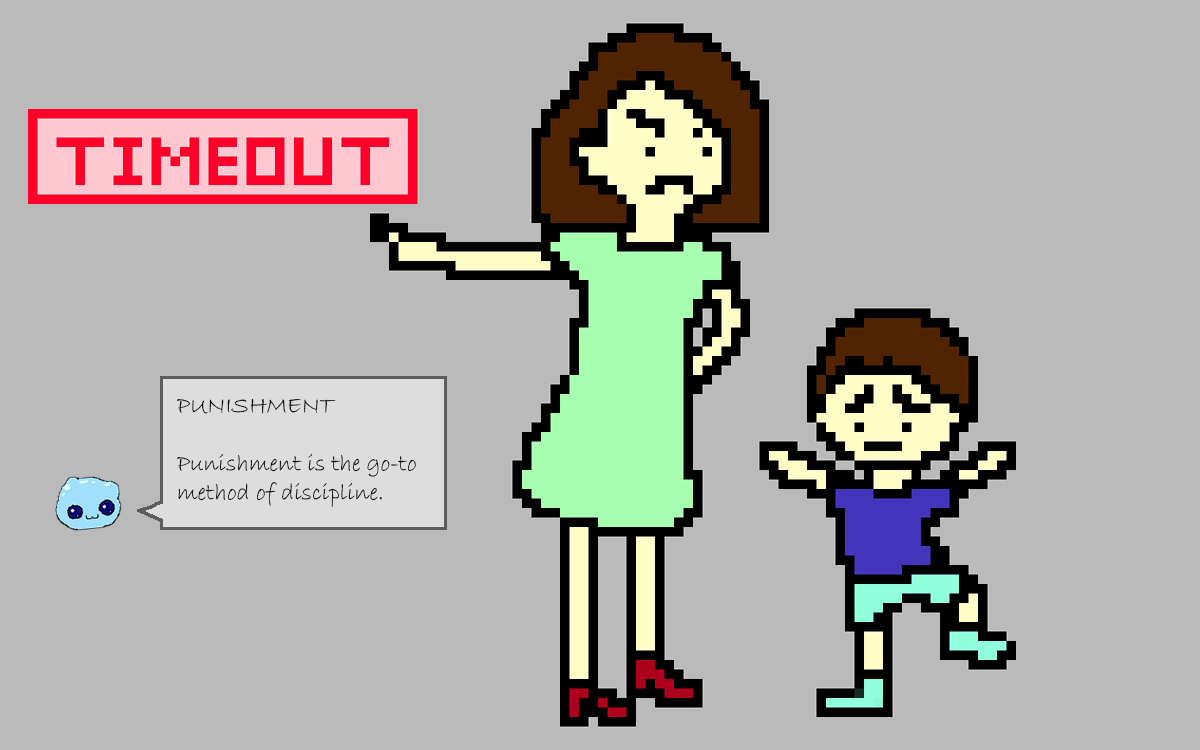 TIMEOUT
PUNISHMENT
Punishment is the go-to
method of discipline.